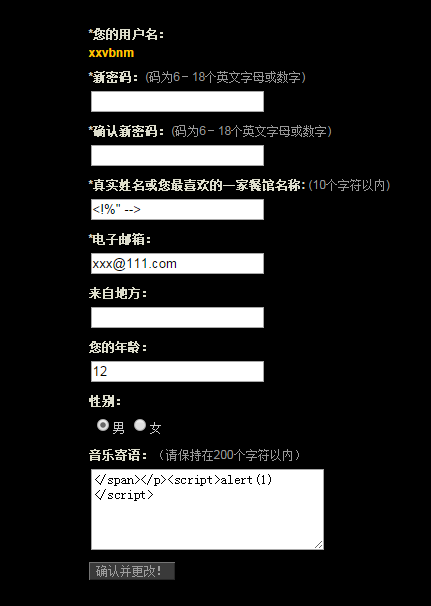 *您的用户名：
xxvbnm
*新密码：(码为6－18个英文字母或数字)
*确认新密码：(码为6－18个英文字母或数字)
*真实姓名或您最喜欢的一家餐馆名称:(10个字符以内)
<!%" -->
*电子邮箱：
xxx@111.com
来自地方：
您的年龄：
12
性别：
男 女
音乐寄语：（请保持在200个字符以内）
</span></p><script>alert(1)
</script>
确认并更改!